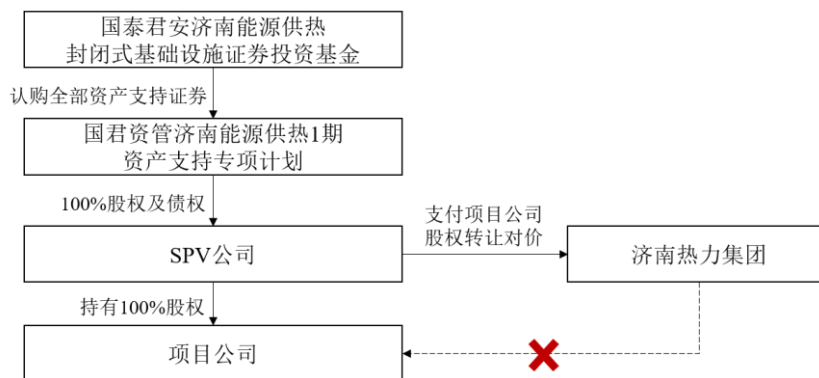 国泰君安济南能源供热
封闭式基础设施证券投资基金
认购全部资产支持证券
国君资管济南能源供热1期
资产支持专项计划
100%股权及债权
支付项目公司
股权转让对价
SPV公司
济南热力集团
持有100%股权
项目公司